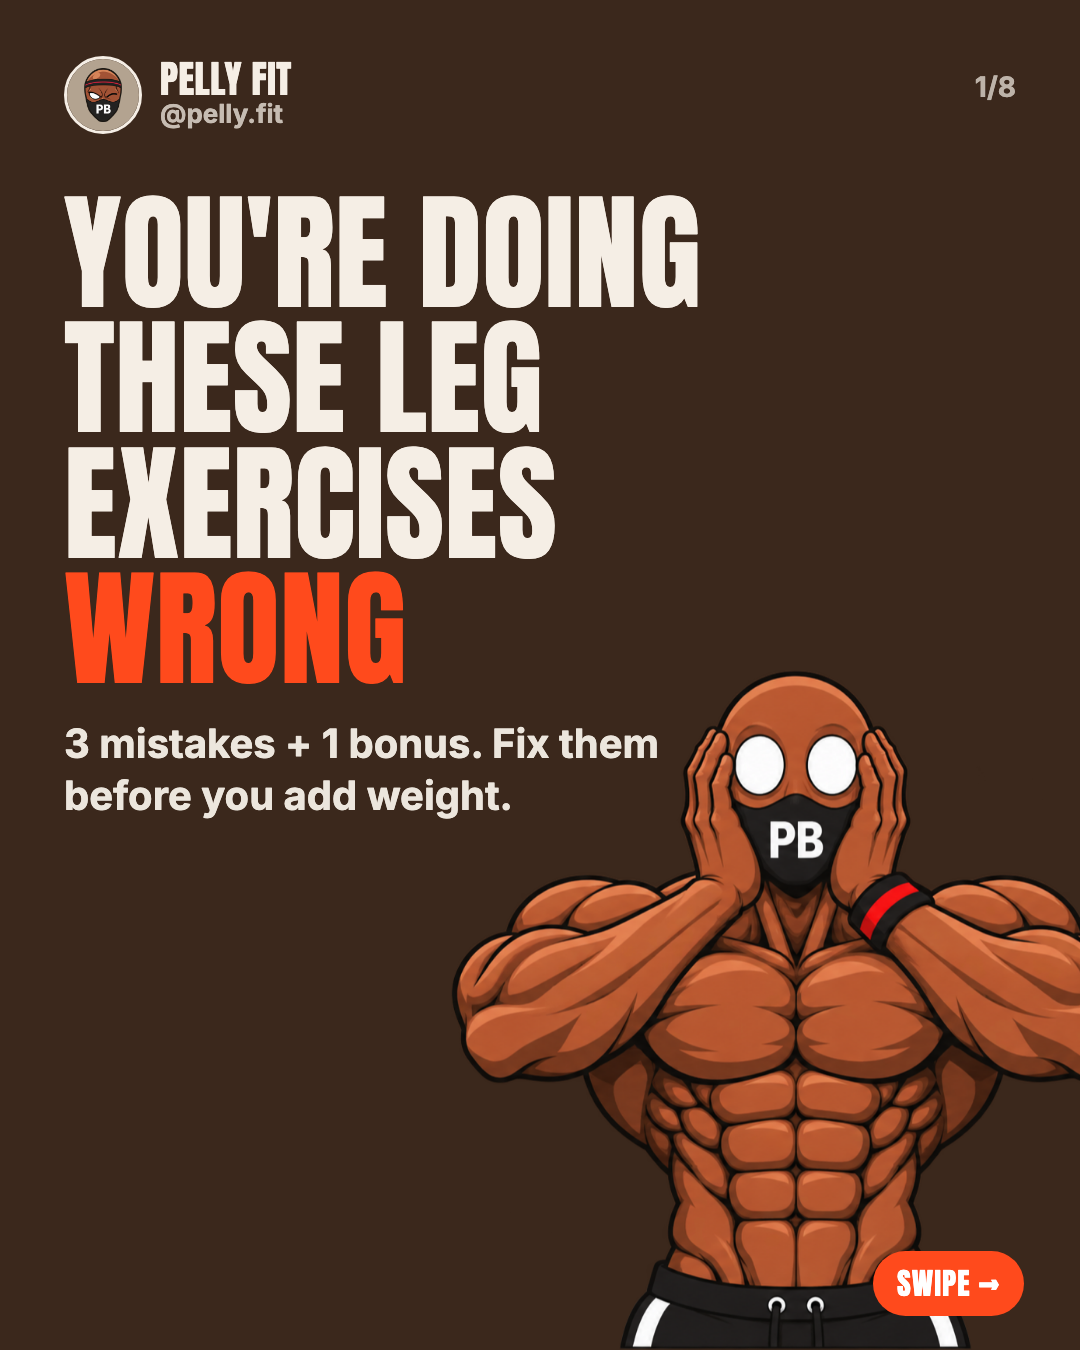 PB
PELLY FIT
@pelly.fit
1/8
YOU'RE DOING
THESE LEG
EXERCISES
WRONG
3 mistakes + 1 bonus. Fix them
before you add weight.
PB
SWIPE →